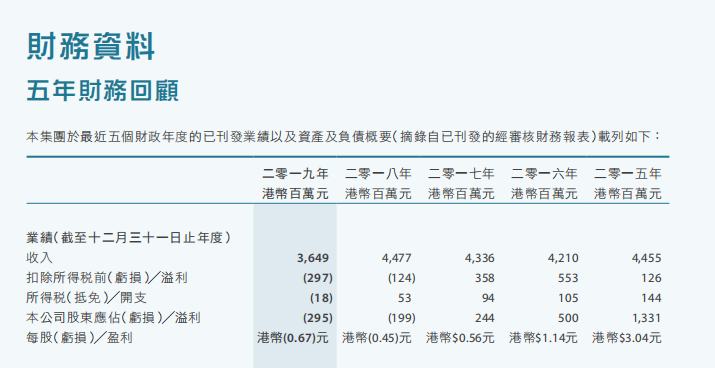 財務資料
五年財務回顧
本集團於最近五個財政年度的已刊發業績以及資產及負債概要(摘錄自已刊發的經審核財務報表)載列如下：
二零一九年 二零一八年 二零一七年 二零一六年 二零一五年
港幣百萬元 港幣百萬元 港幣百萬元 港幣百萬元 港幣百萬元
業績(截至十二月三十一日止年度)
收入 3,649 4,477 4,336 4,210 4,455
扣除所得稅前(虧損)╱溢利 (297) (124) 358 553 126
所得稅(抵免)╱開支 (18) 53 94 105 144
本公司股東應佔(虧損)╱溢利 (295) (199) 244 500 1,331
每股(虧損)╱盈利 港幣(0.67)元 港幣(0.45)元 港幣$0.56元 港幣$1.14元 港幣$3.04元